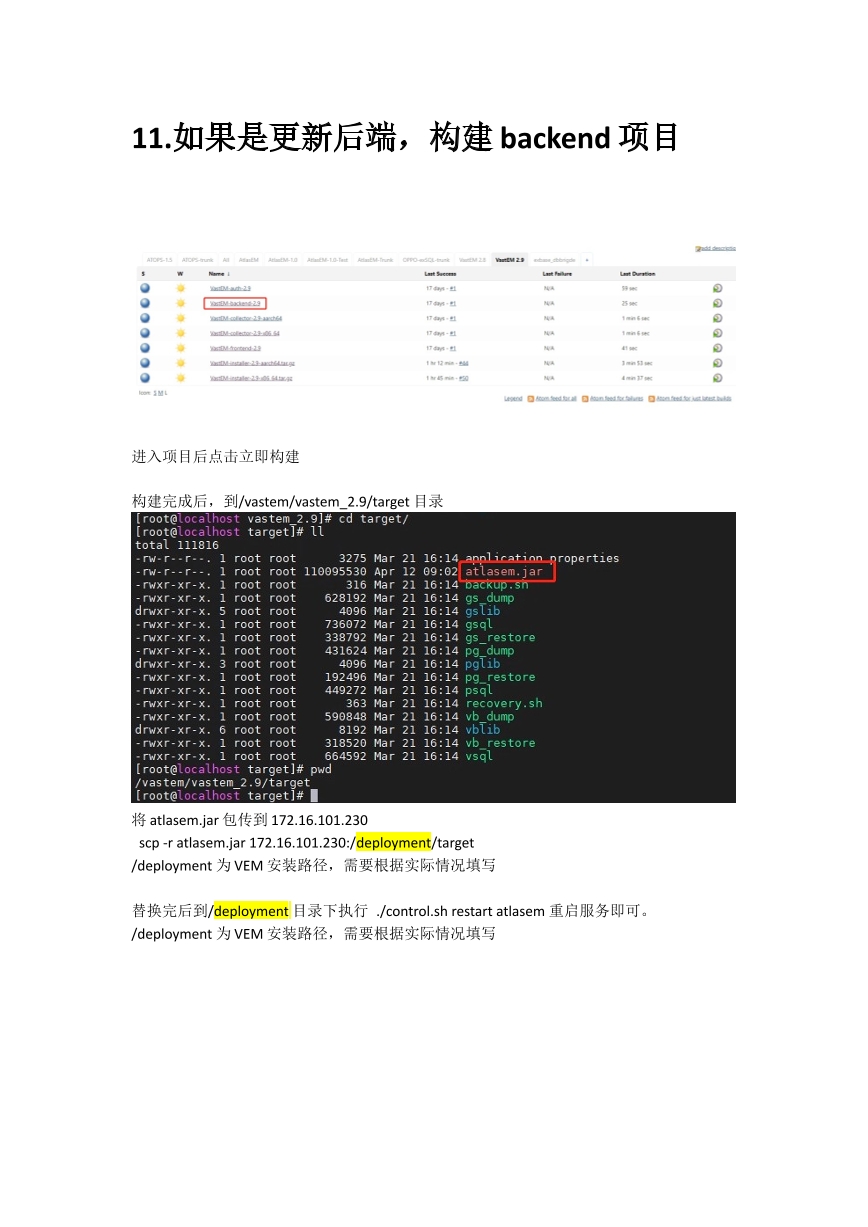 11.如果是更新后端，构建 backend 项目
add descriptio
ATOPS-1.5 ATOPS-trunk All AtlasEM AtlasEM-1.0 AtlasEM-1.0-Test AtlasEM-Trunk VastEM 2.8 VastEM 2.9 +
S W Name ↓ Last Success Last Failure Last Duration
VastEM-auth-2.9 17 days - #1 N/A 39 sec
VastEM-backend-2.9 17 days - #1 N/A 25 sec
VastEM-collector-2.9-aarch64 17 days - #1 N/A 1 min 6 sec
VastEM-collector-2.9-x86_64 17 days - #1 N/A 1 min 6 sec
VastEM-frontend-2.9 17 days - #1 N/A 41 sec
VastEM-installer-2.9-aarch64.tar.gz 1 hr 12 min - #44 N/A 3 min 53 sec
VastEM-installer-2.9-x86_64.tar.gz 1 hr 45 min - #50 N/A 4 min 37 sec
Icon: S M L
Legend Atom feed for all Atom feed for failures Atom feed for just latest builds
进入项目后点击立即构建
构建完成后，到/vastem/vastem_2.9/target 目录
[root@localhost vastem_2.9]# cd target/
[root@localhost target]# ll
total 111816
-rw-r--r--. 1 root root 3275 Mar 21 16:14 application.properties
-rw-r--r--. 1 root root 110095530 Apr 12 09:02 atlasem.jar
-rwxr-xr-x. 1 root root 316 Mar 21 16:14 backup.sh
-rwxr-xr-x. 1 root root 628192 Mar 21 16:14 gs_dump
drwxr-xr-x. 5 root root 4096 Mar 21 16:14 gslib
-rwxr-xr-x. 1 root root 736072 Mar 21 16:14 gsql
-rwxr-xr-x. 1 root root 338792 Mar 21 16:14 gs_restore
-rwxr-xr-x. 1 root root 431624 Mar 21 16:14 pg_dump
drwxr-xr-x. 3 root root 4096 Mar 21 16:14 pglib
-rwxr-xr-x. 1 root root 192496 Mar 21 16:14 pg_restore
-rwxr-xr-x. 1 root root 449272 Mar 21 16:14 psql
-rwxr-xr-x. 1 root root 363 Mar 21 16:14 recovery.sh
-rwxr-xr-x. 1 root root 590848 Mar 21 16:14 vb_dump
drwxr-xr-x. 6 root root 8192 Mar 21 16:14 vblib
-rwxr-xr-x. 1 root root 318520 Mar 21 16:14 vb_restore
-rwxr-xr-x. 1 root root 664592 Mar 21 16:14 vsql
[root@localhost target]# pwd
/vastem/vastem_2.9/target
[root@localhost target]#
将 atlasem.jar 包传到 172.16.101.230
scp -r atlasem.jar 172.16.101.230:/deployment/target
/deployment 为 VEM 安装路径，需要根据实际情况填写
替换完后到/deployment 目录下执行 ./control.sh restart atlasem 重启服务即可。
/deployment 为 VEM 安装路径，需要根据实际情况填写